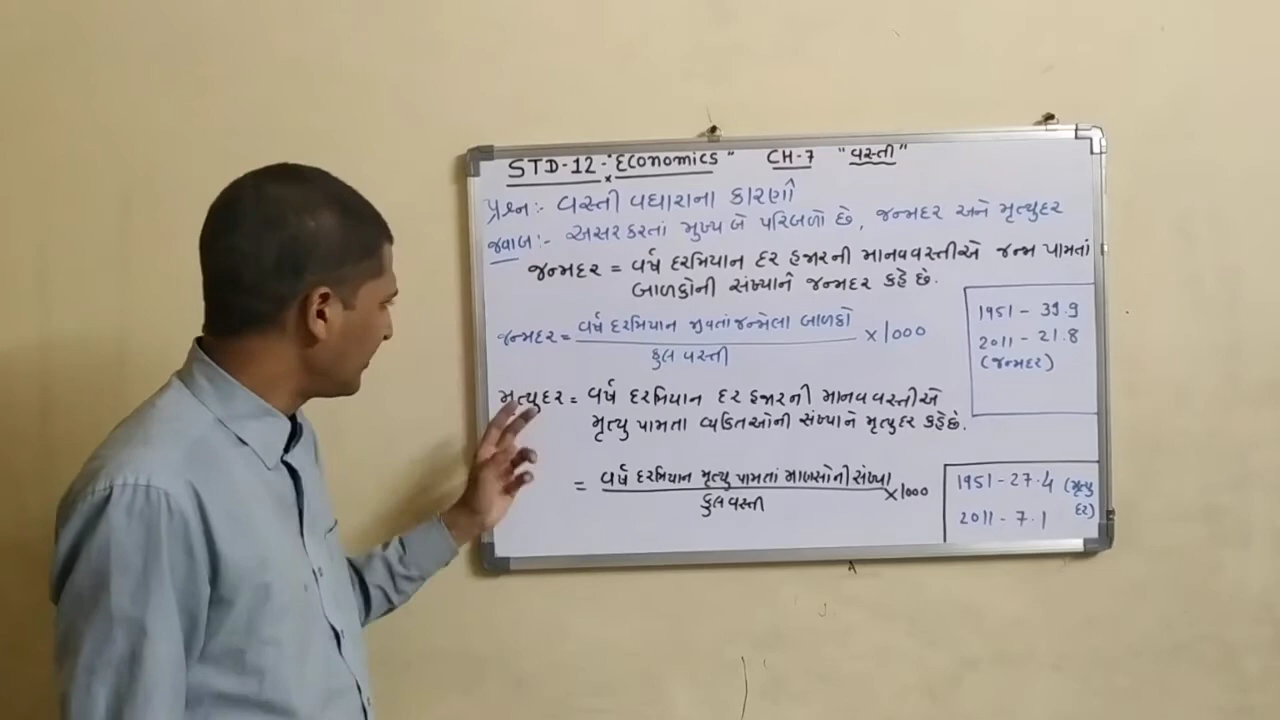 STD-12 - "Economics" CH-7 "વસ્તી"
પ્રશ્ન:- વસ્તી વધારાના કારણો
જવાબ:- અસરકરતાં મુખ્ય બે પરિબળો છે, જન્મદર અને મૃત્યુદર
જન્મદર = વર્ષ દરમિયાન દર હજારની માનવવસ્તીએ જન્મ પામતાં
બાળકોની સંખ્યાને જન્મદર કહે છે.
જન્મદર = વર્ષ દરમિયાન જીવતાં જન્મેલા બાળકો
કુલ વસ્તી
× 1000
1951 - 39.9
2011 - 21.8
(જન્મદર)
મૃત્યુદર = વર્ષ દરમિયાન દર હજારની માનવવસ્તીએ
મૃત્યુ પામતા વ્યક્તિઓની સંખ્યાને મૃત્યુદર કહેછે.
= વર્ષ દરમિયાન મૃત્યુ પામતાં માણસોની સંખ્યા
કુલવસ્તી
×1000
1951 - 27.4 (મૃત્યુ
દર)
2011 - 7.1